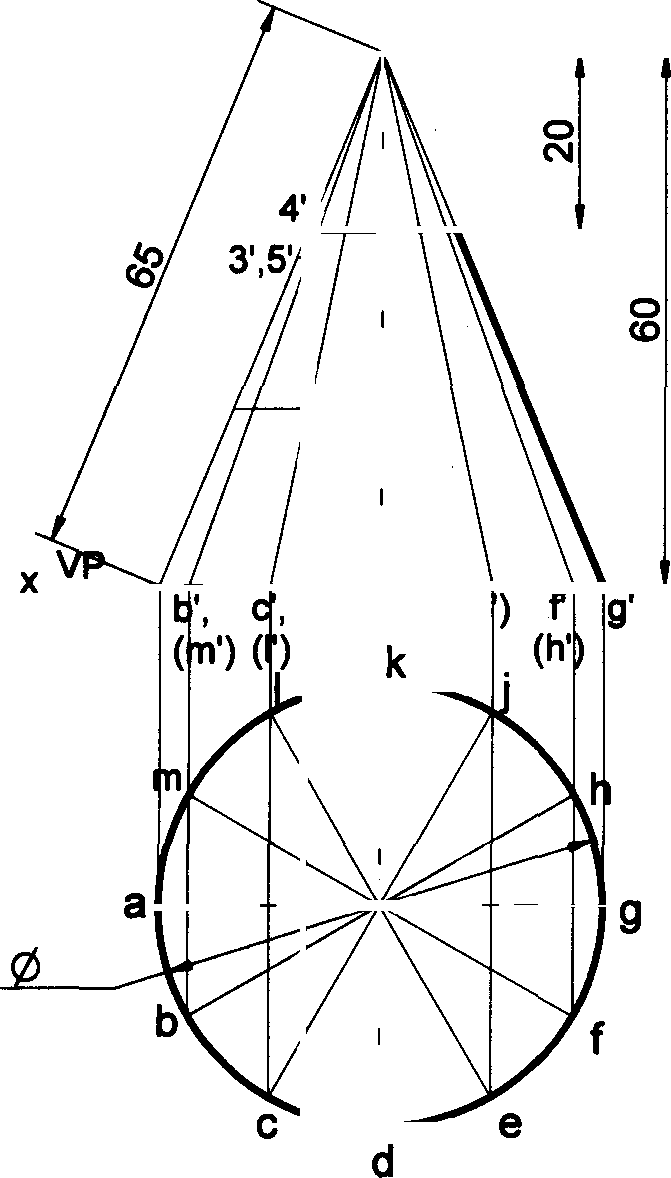 20
4'
65
3',5'
60
x VP
b', c', ') f' g'
(m') (l') (h')
k
l j
m h
a g
Ø
b f
c e
d